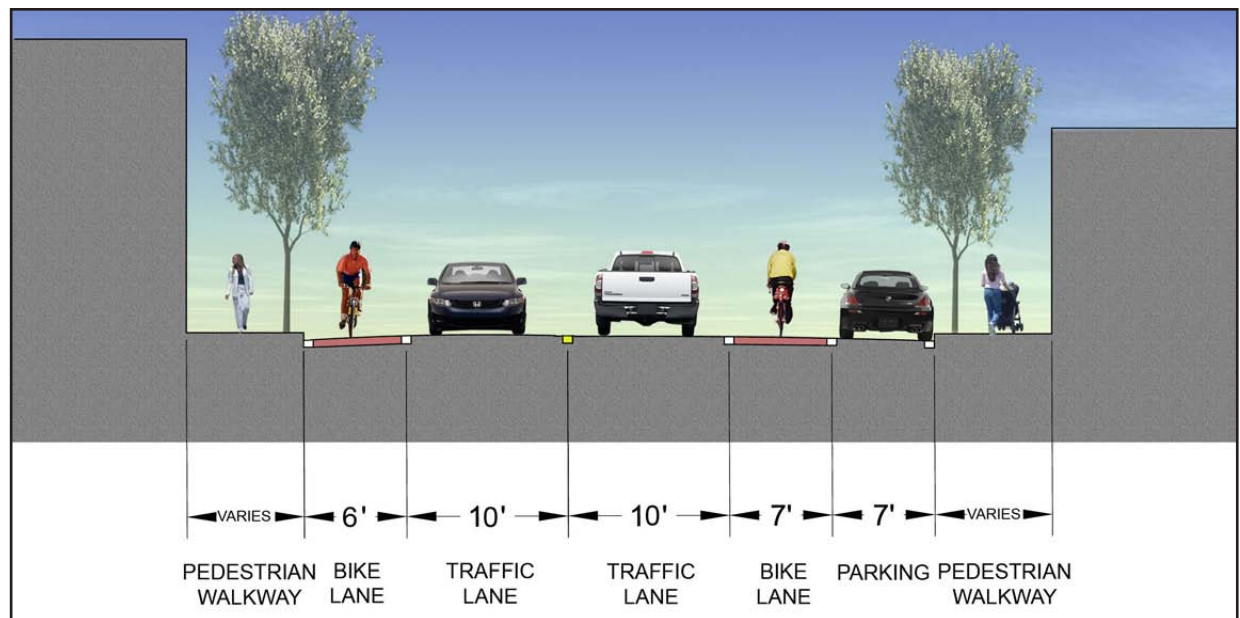 VARIES 6' 10' 10' 7' 7' VARIES
PEDESTRIAN WALKWAY
BIKE LANE
TRAFFIC LANE
TRAFFIC LANE
BIKE LANE
PARKING
PEDESTRIAN WALKWAY